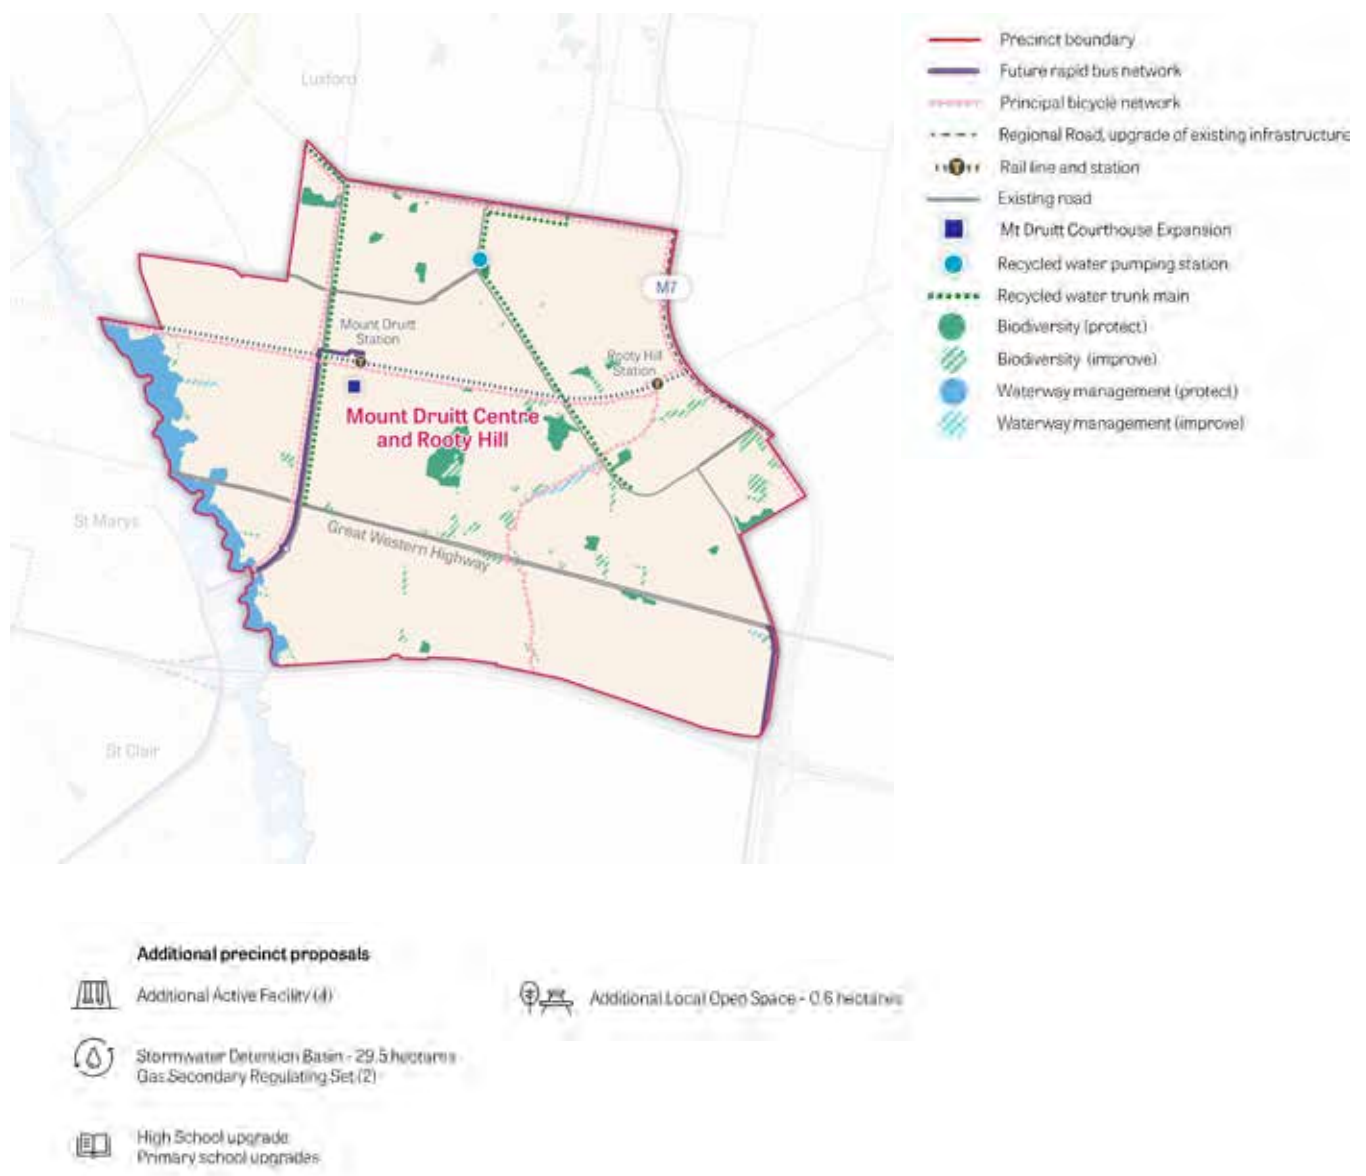 Luxford
Precinct boundary
Future rapid bus network
Principal bicycle network
Regional Road, upgrade of existing infrastructure
Rail line and station
Existing road
Mt Druitt Courthouse Expansion
Recycled water pumping station
Recycled water trunk main
Biodiversity (protect)
Biodiversity (improve)
Waterway management (protect)
Waterway management (improve)
M7
Mount Druitt
Station
Rooty Hill
Station
T
T
T
Mount Druitt Centre
and Rooty Hill
Great Western Highway
St Marys
St Clair
Additional precinct proposals
Additional Active Facility (4)
Additional Local Open Space - 0.6 hectares
Stormwater Detention Basin - 29.5 hectares
Gas Secondary Regulating Set (2)
High School upgrade
Primary school upgrades